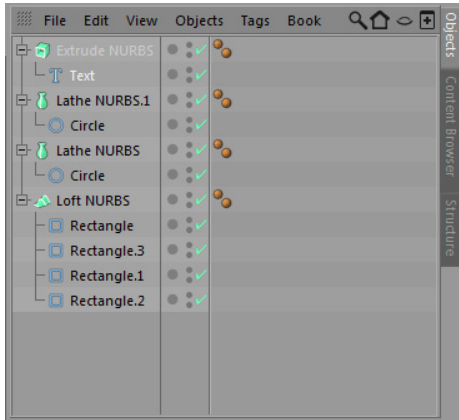 File Edit View Objects Tags Book
Extrude NURBS
Text
Lathe NURBS.1
Circle
Lathe NURBS
Circle
Loft NURBS
Rectangle
Rectangle.3
Rectangle.1
Rectangle.2
Objects
Content Browser
Structure